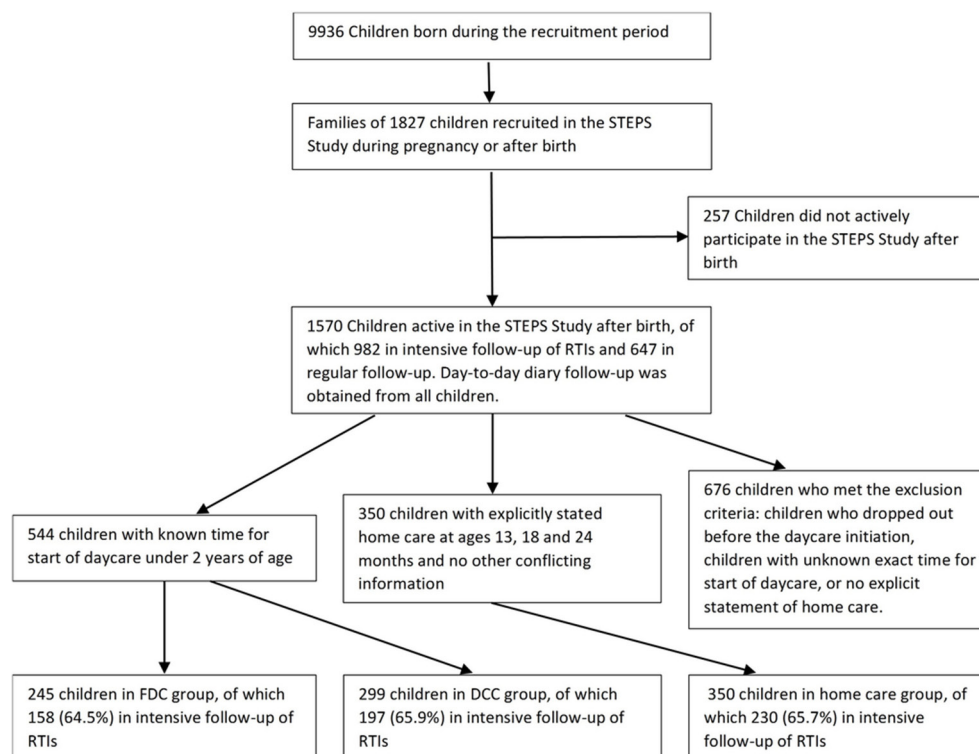 9936 Children born during the recruitment period
Families of 1827 children recruited in the STEPS
Study during pregnancy or after birth
257 Children did not actively
participate in the STEPS Study after
birth
1570 Children active in the STEPS Study after birth, of
which 982 in intensive follow-up of RTIs and 647 in
regular follow-up. Day-to-day diary follow-up was
obtained from all children.
544 children with known time for
start of daycare under 2 years of age
350 children with explicitly stated
home care at ages 13, 18 and 24
months and no other conflicting
information
676 children who met the exclusion
criteria: children who dropped out
before the daycare initiation,
children with unknown exact time for
start of daycare, or no explicit
statement of home care.
245 children in FDC group, of which
158 (64.5%) in intensive follow-up of
RTIs
299 children in DCC group, of which
197 (65.9%) in intensive follow-up of
RTIs
350 children in home care group,
of which 230 (65.7%) in intensive
follow-up of RTIs